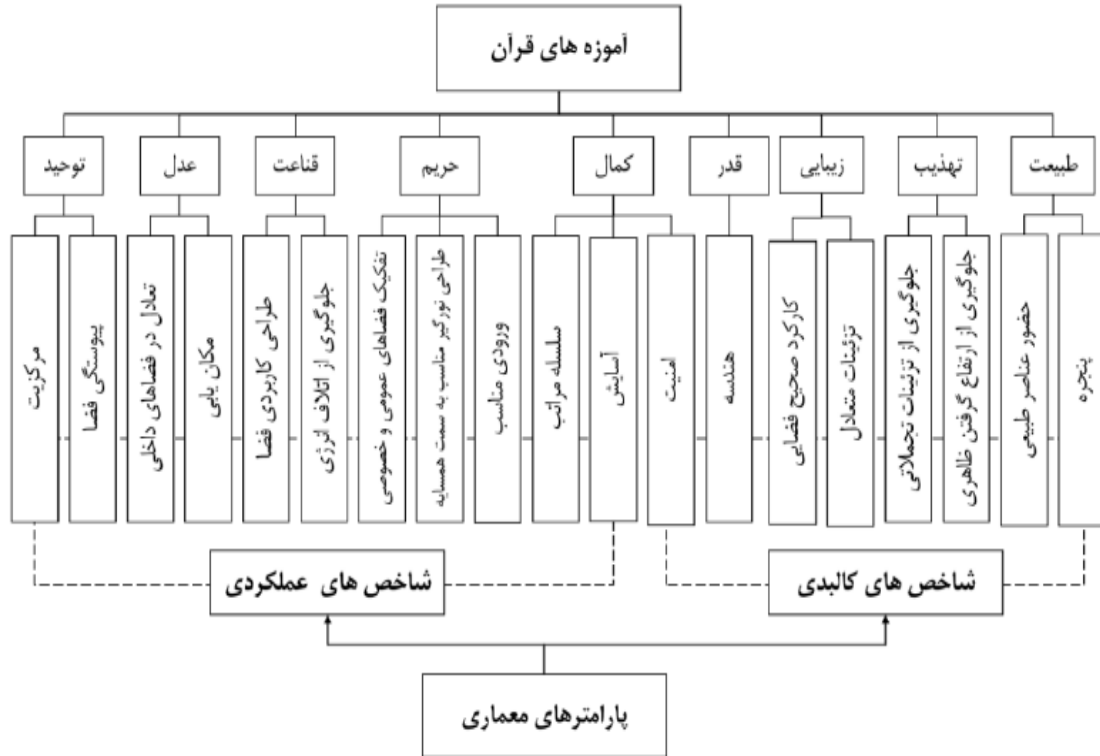 آموزه های قرآن
طبیعت
تهذیب
زیبایی
قدر
کمال
حریم
قناعت
عدل
توحید
پنجره
حضور عناصر طبیعی
جلوگیری از ارتفاع گرفتن ظاهری
جلوگیری از تزئینات تجملاتی
تزئینات متعادل
کارکرد صحیح فضایی
هندسه
امنیت
آسایش
سلسله مراتب
ورودی مناسب
طراحی نورگیر مناسب به سمت همسایه
تفکیک فضاهای عمومی و خصوصی
جلوگیری از اتلاف انرژی
طراحی کاربردی فضا
مکان یابی
تعادل در فضاهای داخلی
پیوستگی فضا
مرکزیت
شاخص های کالبدی
شاخص های عملکردی
پارامترهای معماری